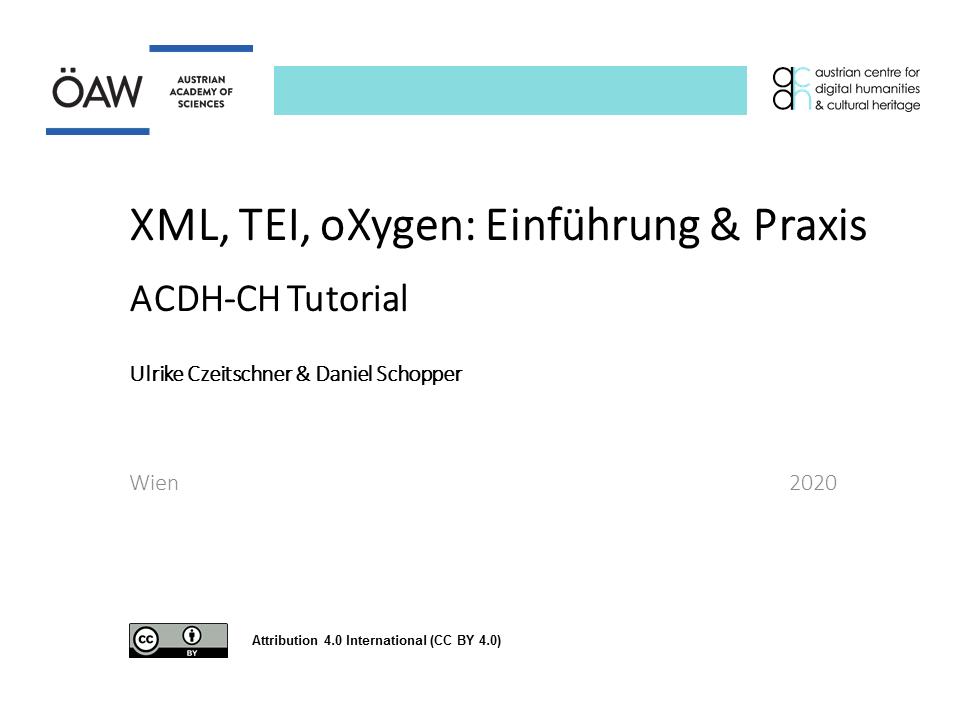 ÖAW
AUSTRIAN
ACADEMY OF
SCIENCES
austrian centre for
digital humanities
& cultural heritage
XML, TEI, oXygen: Einführung & Praxis
ACDH-CH Tutorial
Ulrike Czeitschner & Daniel Schopper
Wien 2020
cc BY
Attribution 4.0 International (CC BY 4.0)